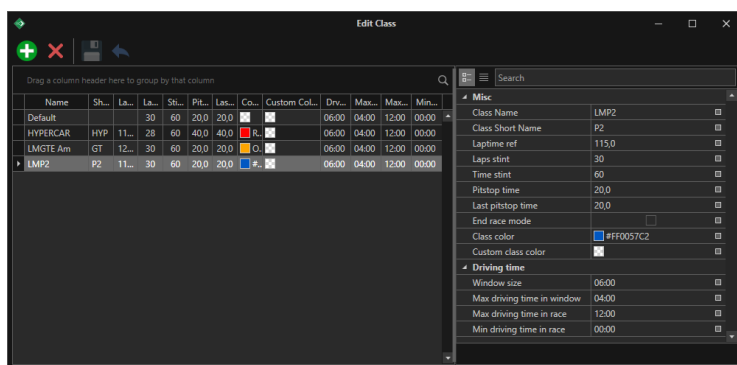 Edit Class
Drag a column header here to group by that column
Name Sh... La... La... Sti... Pit... Las... Co... Custom Col... Drv... Max... Max... Min...
Default 30 60 20,0 20,0 06:00 04:00 12:00 00:00
HYPERCAR HYP 11... 28 60 40,0 40,0 R... 06:00 04:00 12:00 00:00
LMGTE Am GT 12... 30 60 20,0 20,0 O... 06:00 04:00 12:00 00:00
LMP2 P2 11... 30 60 20,0 20,0 #... 06:00 04:00 12:00 00:00
Search
Misc
Class Name LMP2
Class Short Name P2
Laptime ref 115,0
Laps stint 30
Time stint 60
Pitstop time 20,0
Last pitstop time 20,0
End race mode
Class color #FF0057C2
Custom class color
Driving time
Window size 06:00
Max driving time in window 04:00
Max driving time in race 12:00
Min driving time in race 00:00